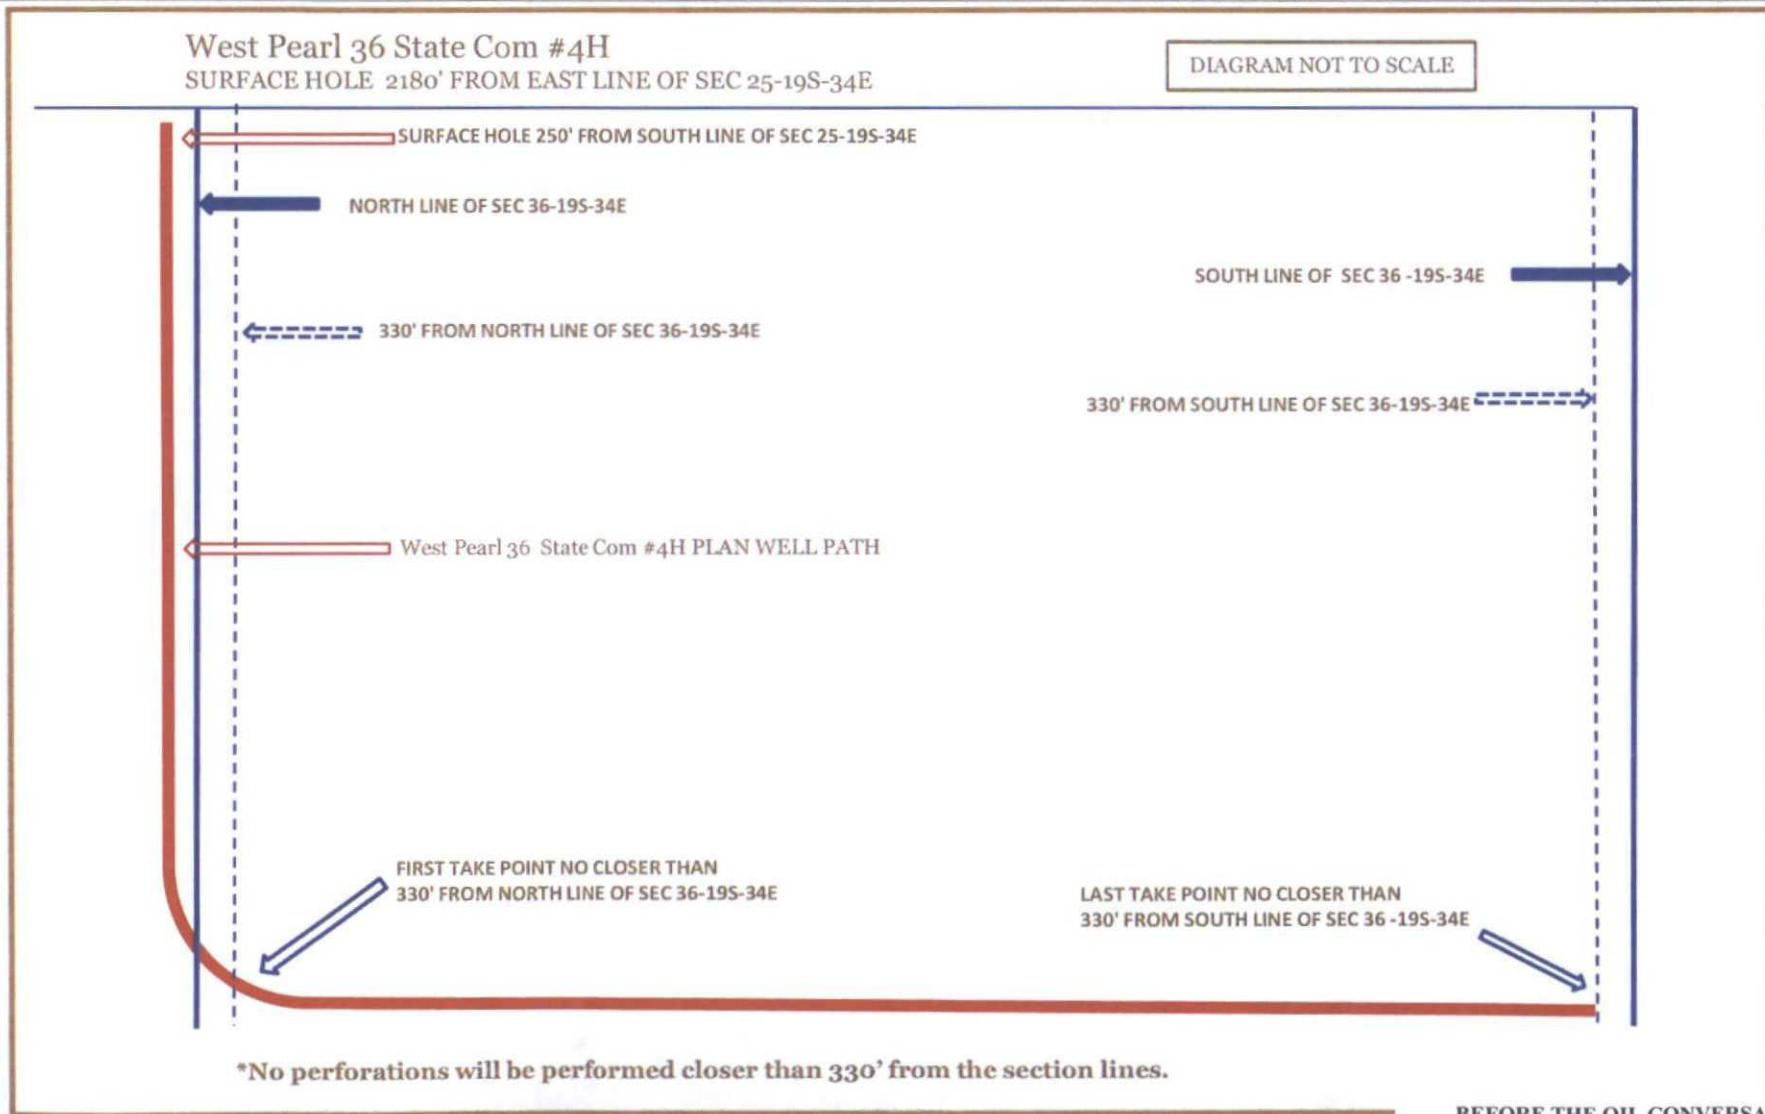 West Pearl 36 State Com #4H
SURFACE HOLE 2180' FROM EAST LINE OF SEC 25-19S-34E
DIAGRAM NOT TO SCALE
SURFACE HOLE 250' FROM SOUTH LINE OF SEC 25-19S-34E
NORTH LINE OF SEC 36-19S-34E
SOUTH LINE OF SEC 36 -19S-34E
330' FROM NORTH LINE OF SEC 36-19S-34E
330' FROM SOUTH LINE OF SEC 36-19S-34E
West Pearl 36 State Com #4H PLAN WELL PATH
FIRST TAKE POINT NO CLOSER THAN
330' FROM NORTH LINE OF SEC 36-19S-34E
LAST TAKE POINT NO CLOSER THAN
330' FROM SOUTH LINE OF SEC 36 -19S-34E
*No perforations will be performed closer than 330' from the section lines.
BEFORE THE OIL CONVERSA